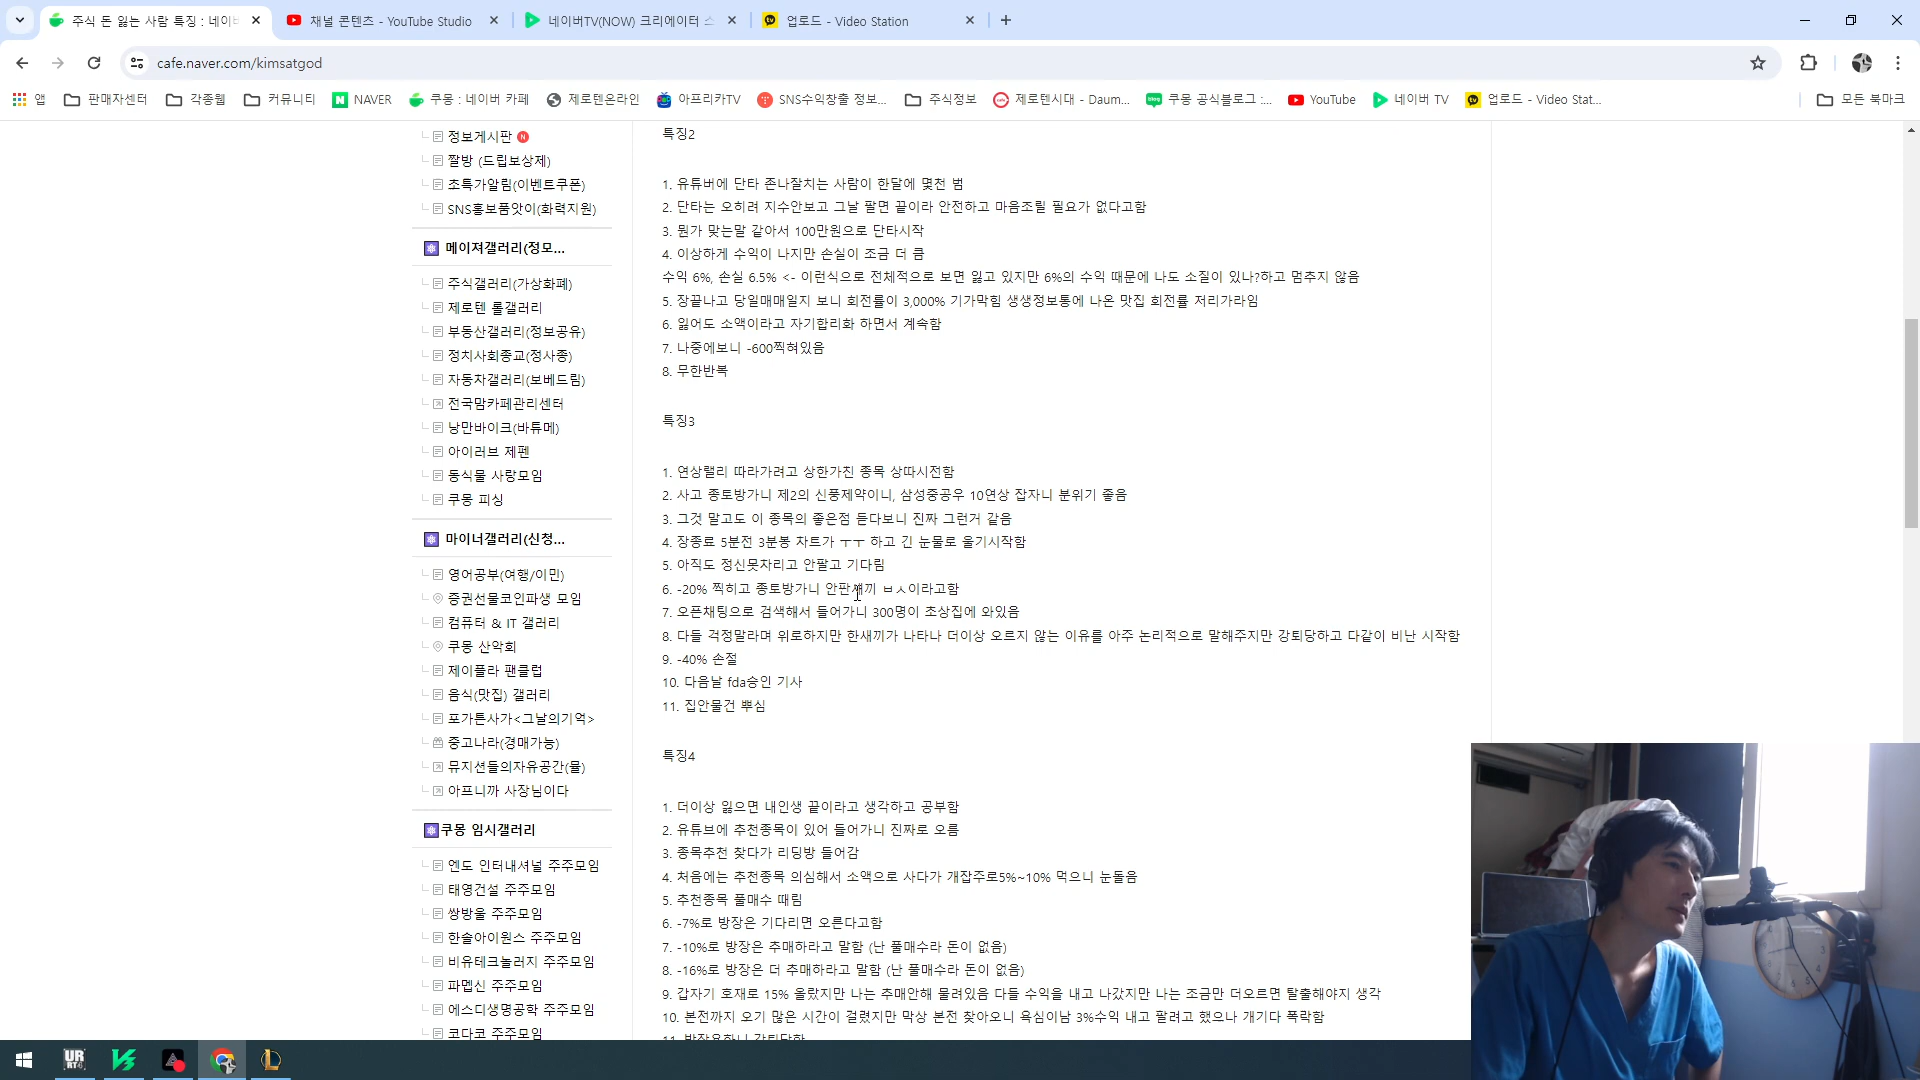 주식 돈 잃는 사람 특징 : 네이버
채널 콘텐츠 - YouTube Studio
네이버TV(NOW) 크리에이터 스
업로드 - Video Station
cafe.naver.com/kimsatgod
앱
판매자센터
각종웹
커뮤니티
NAVER
쿠몽 : 네이버 카페
제로텐온라인
아프리카TV
SNS수익창출 정보...
주식정보
제로텐시대 - Daum...
쿠몽 공식블로그 :...
YouTube
네이버 TV
업로드 - Video Stat...
모든 북마크
정보게시판 N
짤방 (드립보상제)
초특가알림(이벤트쿠폰)
SNS홍보품앗이(화력지원)
메이져갤러리(정모...
주식갤러리(가상화폐)
제로텐 롤갤러리
부동산갤러리(정보공유)
정치사회종교(정사종)
자동차갤러리(보베드림)
전국맘카페관리센터
낭만바이크(바튜메)
아이러브 제펜
동식물 사랑모임
쿠몽 피싱
마이너갤러리(신청...
영어공부(여행/이민)
증권선물코인파생 모임
컴퓨터 & IT 갤러리
쿠몽 산악회
제이플라 팬클럽
음식(맛집) 갤러리
포가튼사가<그날의기억>
중고나라(경매가능)
뮤지션들의자유공간(뮬)
아프니까 사장님이다
쿠몽 임시갤러리
엔도 인터내셔널 주주모임
태영건설 주주모임
쌍방울 주주모임
한솔아이원스 주주모임
비유테크놀러지 주주모임
파멥신 주주모임
에스디생명공학 주주모임
코다코 주주모임
특징2
1. 유튜버에 단타 존나잘치는 사람이 한달에 몇천 범
2. 단타는 오히려 지수안보고 그날 팔면 끝이라 안전하고 마음조릴 필요가 없다고함
3. 뭔가 맞는말 같아서 100만원으로 단타시작
4. 이상하게 수익이 나지만 손실이 조금 더 큼
수익 6%, 손실 6.5% <- 이런식으로 전체적으로 보면 잃고 있지만 6%의 수익 때문에 나도 소질이 있나?하고 멈추지 않음
5. 장끝나고 당일매매일지 보니 회전률이 3,000% 기가막힘 생생정보통에 나온 맛집 회전률 저리가라임
6. 잃어도 소액이라고 자기합리화 하면서 계속함
7. 나중에보니 -600찍혀있음
8. 무한반복
특징3
1. 연상랠리 따라가려고 상한가친 종목 상따시전함
2. 사고 종토방가니 제2의 신풍제약이니, 삼성중공우 10연상 잡자니 분위기 좋음
3. 그것 말고도 이 종목의 좋은점 듣다보니 진짜 그런거 같음
4. 장종료 5분전 3분봉 차트가 ㅜㅜ 하고 긴 눈물로 울기시작함
5. 아직도 정신못차리고 안팔고 기다림
6. -20% 찍히고 종토방가니 안판새끼 ㅂㅅ이라고함
7. 오픈채팅으로 검색해서 들어가니 300명이 초상집에 와있음
8. 다들 걱정말라며 위로하지만 한새끼가 나타나 더이상 오르지 않는 이유를 아주 논리적으로 말해주지만 강퇴당하고 다같이 비난 시작함
9. -40% 손절
10. 다음날 fda승인 기사
11. 집안물건 뿌심
특징4
1. 더이상 잃으면 내인생 끝이라고 생각하고 공부함
2. 유튜브에 추천종목이 있어 들어가니 진짜로 오름
3. 종목추천 찾다가 리딩방 들어감
4. 처음에는 추천종목 의심해서 소액으로 사다가 개잡주로5%~10% 먹으니 눈돌음
5. 추천종목 풀매수 때림
6. -7%로 방장은 기다리면 오른다고함
7. -10%로 방장은 추매하라고 말함 (난 풀매수라 돈이 없음)
8. -16%로 방장은 더 추매하라고 말함 (난 풀매수라 돈이 없음)
9. 갑자기 호재로 15% 올랐지만 나는 추매안해 물려있음 다들 수익을 내고 나갔지만 나는 조금만 더오르면 탈출해야지 생각
10. 본전까지 오기 많은 시간이 걸렸지만 막상 본전 찾아오니 욕심이남 3%수익 내고 팔려고 했으나 개기다 폭락함